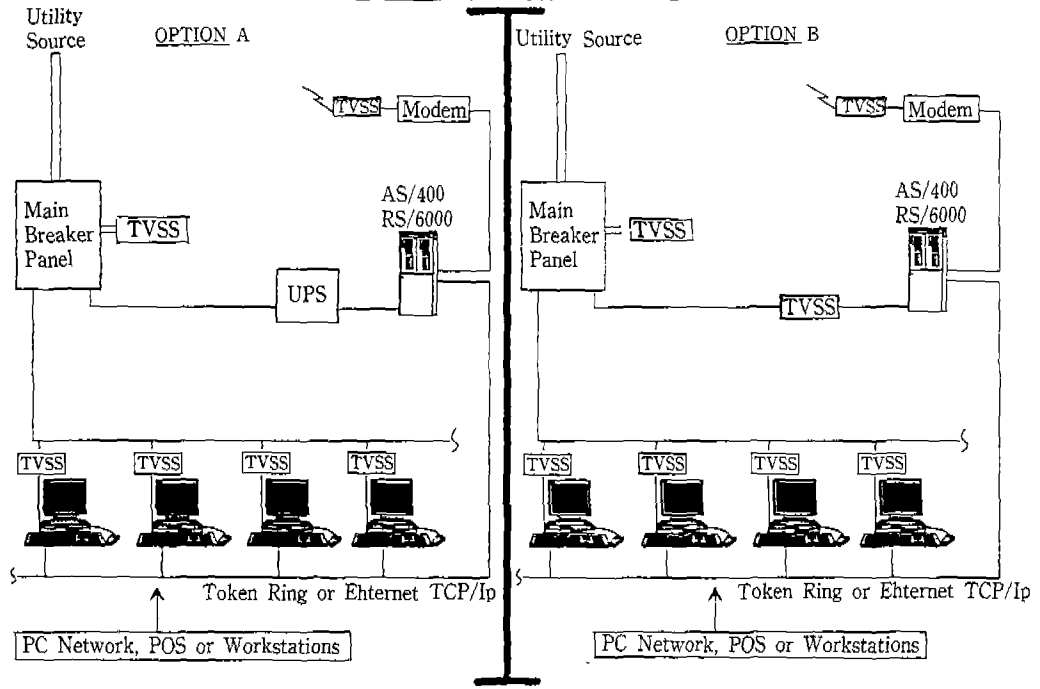 Utility
Source
OPTION A
TVSS
Modem
AS/400
RS/6000
Main
Breaker
Panel
TVSS
UPS
TVSS
TVSS
TVSS
TVSS
Token Ring or Ehternet TCP/Ip
PC Network, POS or Workstations
Utility Source
OPTION B
TVSS
Modem
AS/400
RS/6000
Main
Breaker
Panel
TVSS
TVSS
TVSS
TVSS
TVSS
TVSS
Token Ring or Ehternet TCP/Ip
PC Network, POS or Workstations